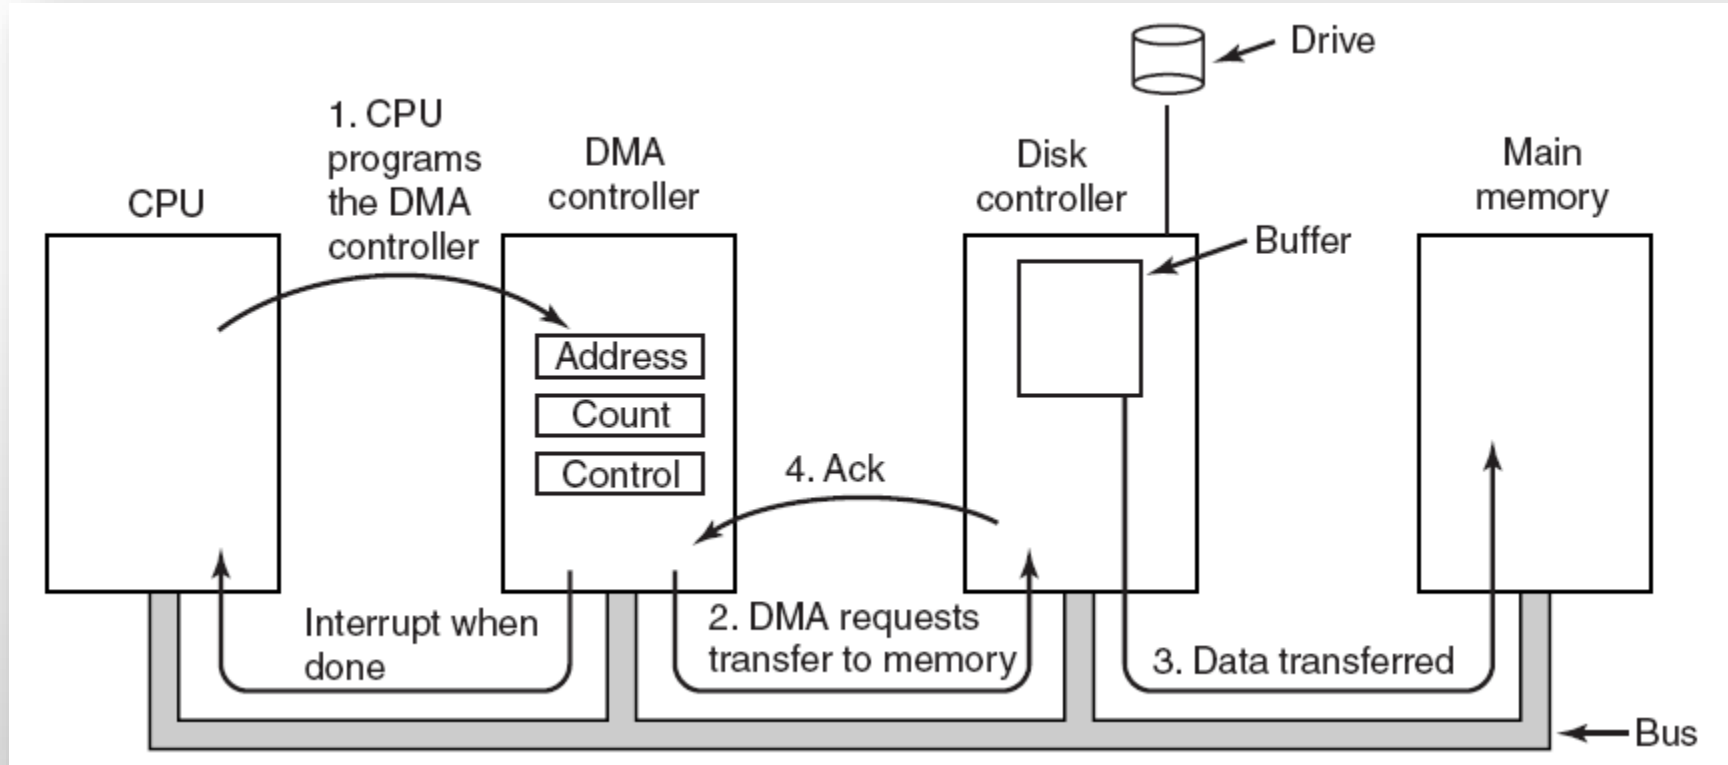 Drive
1. CPU
programs
the DMA
controller
CPU
DMA
controller
Disk
controller
Main
memory
Buffer
Address
Count
Control
4. Ack
Interrupt when
done
2. DMA requests
transfer to memory
3. Data transferred
Bus